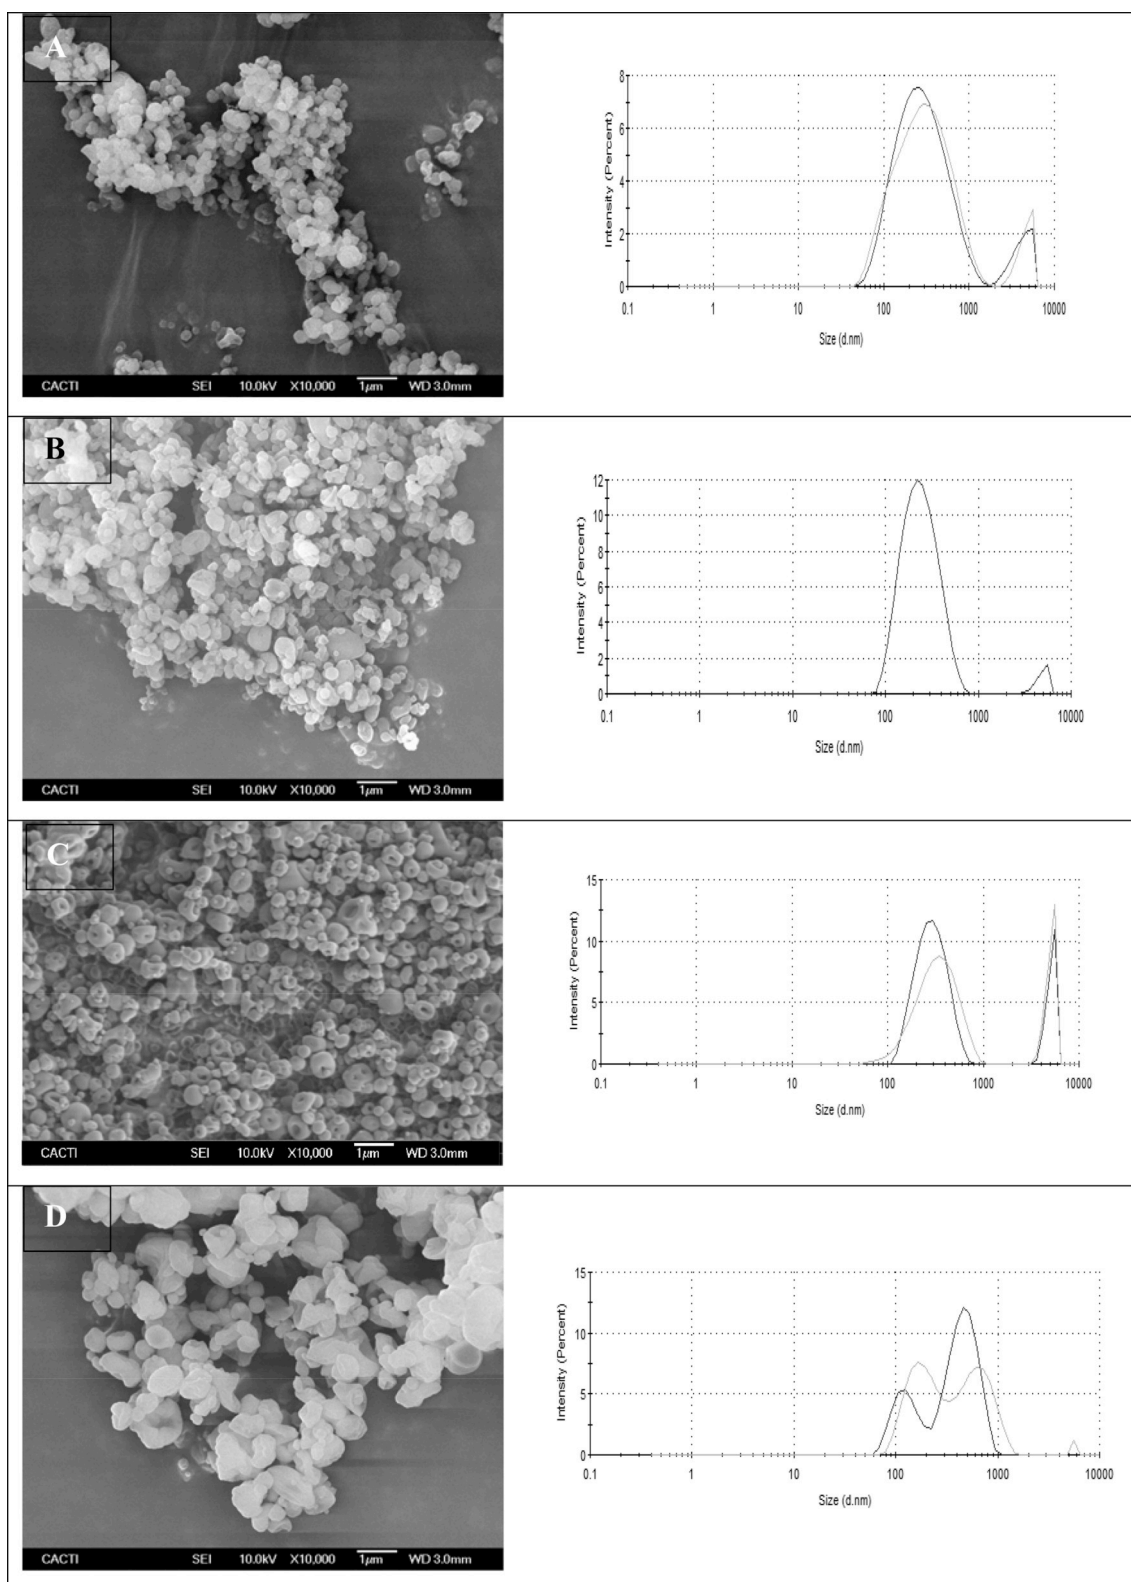 A
CACTI SEI 10.0kV X10,000 1µm WD 3.0mm
Intensity (Percent)
8
6
4
2
0
0.1 1 10 100 1000 10000
Size (d.nm)
B
CACTI SEI 10.0kV X10,000 1µm WD 3.0mm
Intensity (Percent)
12
10
8
6
4
2
0
0.1 1 10 100 1000 10000
Size (d.nm)
C
CACTI SEI 10.0kV X10,000 1µm WD 3.0mm
Intensity (Percent)
15
10
5
0
0.1 1 10 100 1000 10000
Size (d.nm)
D
CACTI SEI 10.0kV X10,000 1µm WD 3.0mm
Intensity (Percent)
15
10
5
0
0.1 1 10 100 1000 10000
Size (d.nm)